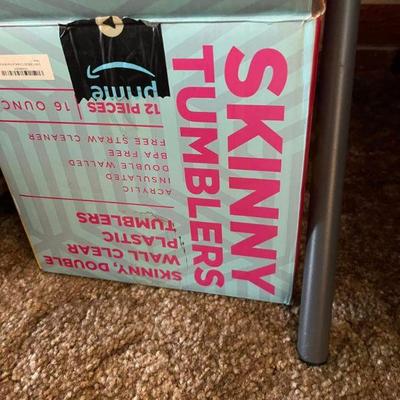 SKINNY
TUMBLERS
SKINNY, DOUBLE
WALL CLEAR
PLASTIC
TUMBLERS
ACRYLIC
INSULATED
DOUBLE WALLED
BPA FREE
FREE STRAW CLEANER
12 PIECES | 16 OUNC
prime